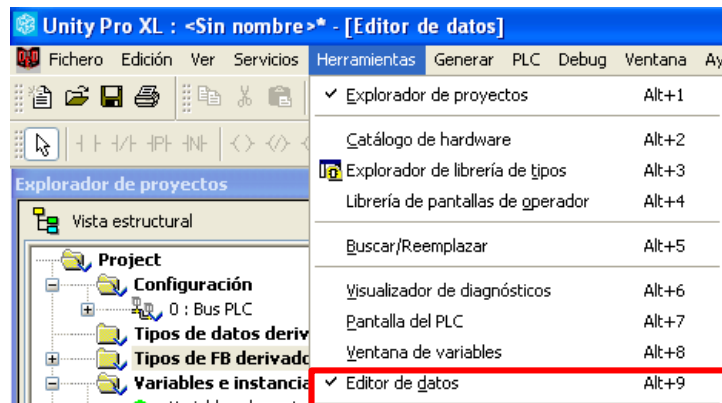 Unity Pro XL : <Sin nombre>* - [Editor de datos]
Fichero Edición Ver Servicios Herramientas Generar PLC Debug Ventana
Explorador de proyectos Alt+1
Catálogo de hardware Alt+2
Explorador de librería de tipos Alt+3
Librería de pantallas de operador Alt+4
Buscar/Reemplazar Alt+5
Visualizador de diagnósticos Alt+6
Pantalla del PLC Alt+7
Ventana de variables Alt+8
Editor de datos Alt+9
Explorador de proyectos
Vista estructural
Project
Configuración
0 : Bus PLC
Tipos de datos deriv
Tipos de FB derivado
Variables e instancia